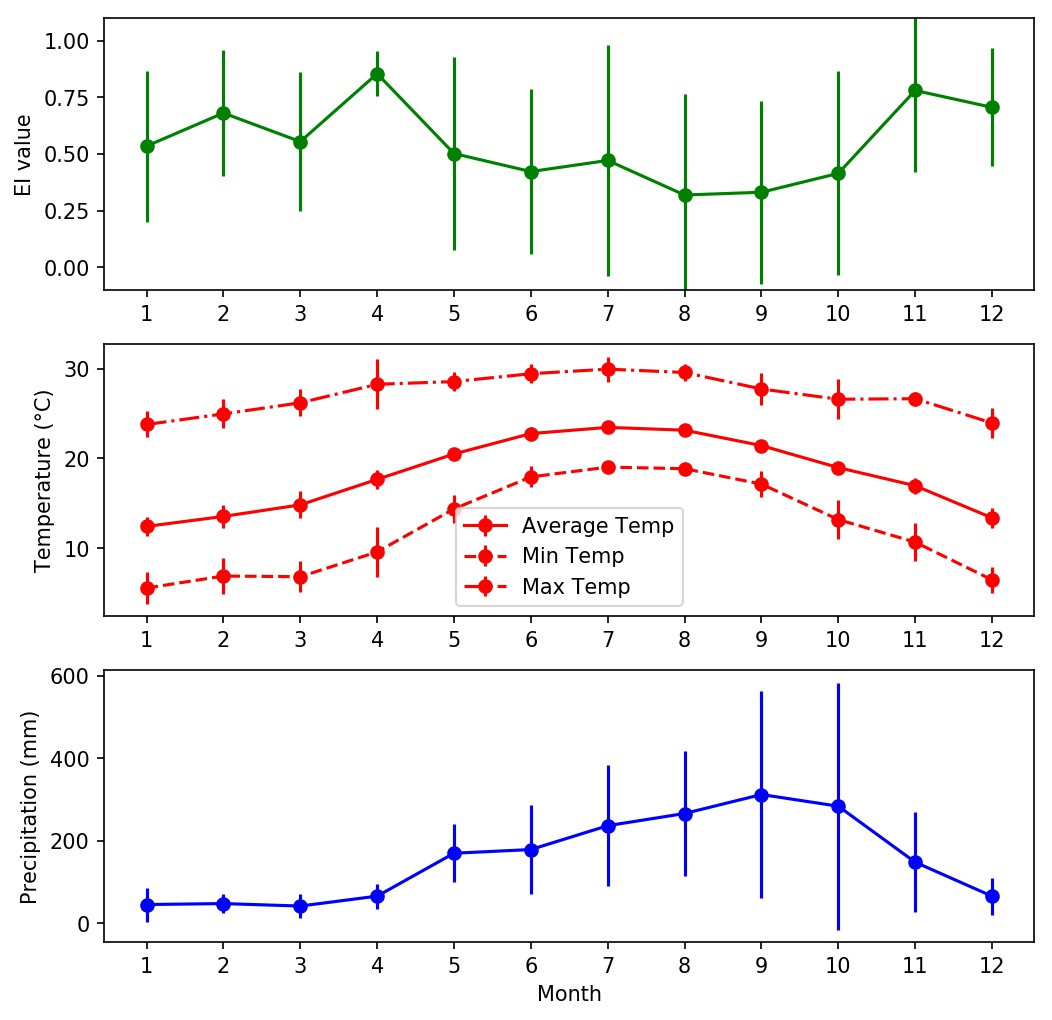 1.00
0.75
0.50
0.25
0.00
EI value
1 2 3 4 5 6 7 8 9 10 11 12
30
20
10
Temperature (°C)
Average Temp
Min Temp
Max Temp
1 2 3 4 5 6 7 8 9 10 11 12
600
400
200
0
Precipitation (mm)
1 2 3 4 5 6 7 8 9 10 11 12
Month